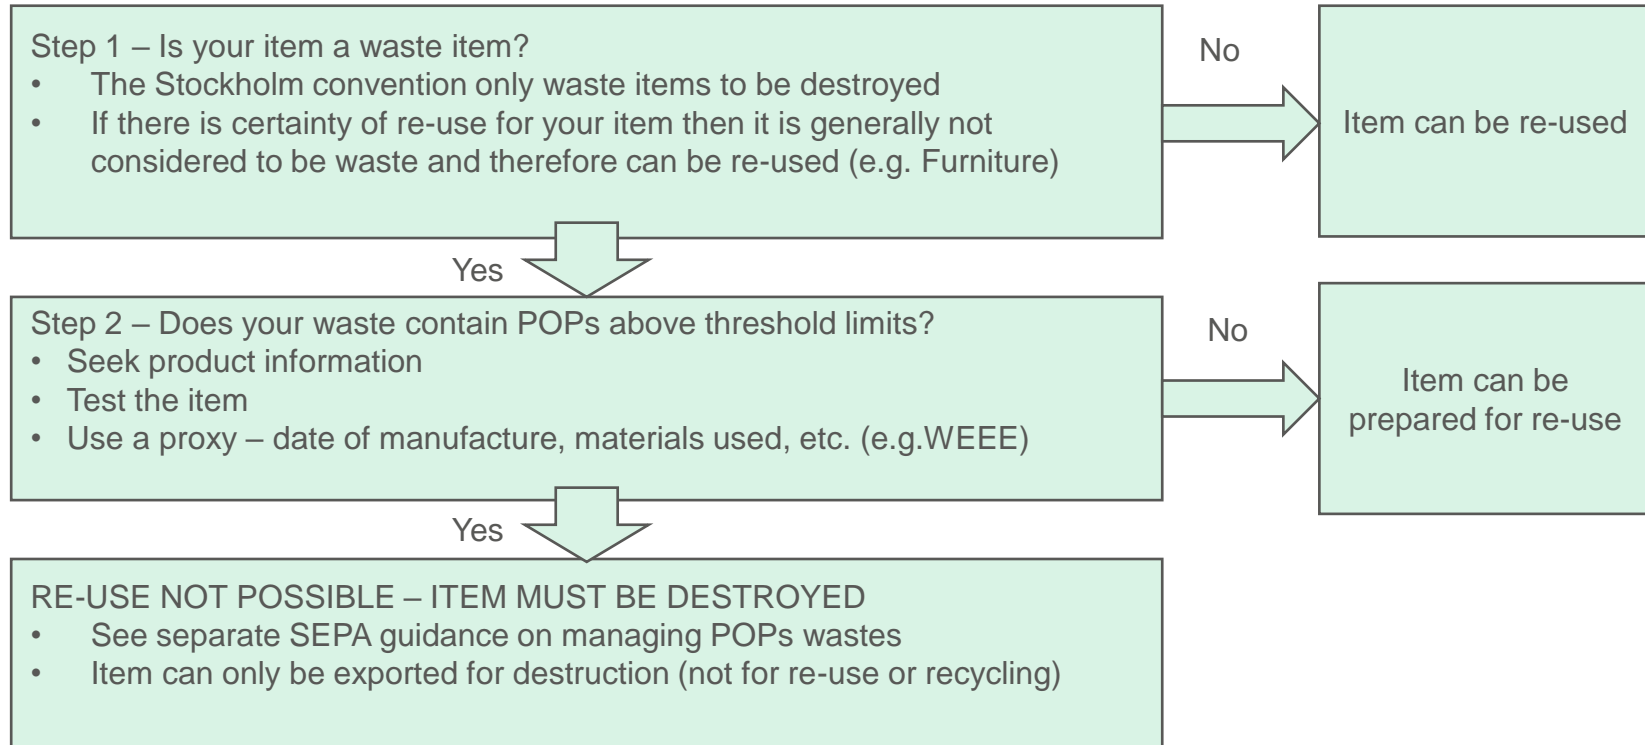 Step 1 – Is your item a waste item?
• The Stockholm convention only waste items to be destroyed
• If there is certainty of re-use for your item then it is generally not
considered to be waste and therefore can be re-used (e.g. Furniture)
No
Item can be re-used
Yes
Step 2 – Does your waste contain POPs above threshold limits?
• Seek product information
• Test the item
• Use a proxy – date of manufacture, materials used, etc. (e.g.WEEE)
No
Item can be
prepared for re-use
Yes
RE-USE NOT POSSIBLE – ITEM MUST BE DESTROYED
• See separate SEPA guidance on managing POPs wastes
• Item can only be exported for destruction (not for re-use or recycling)